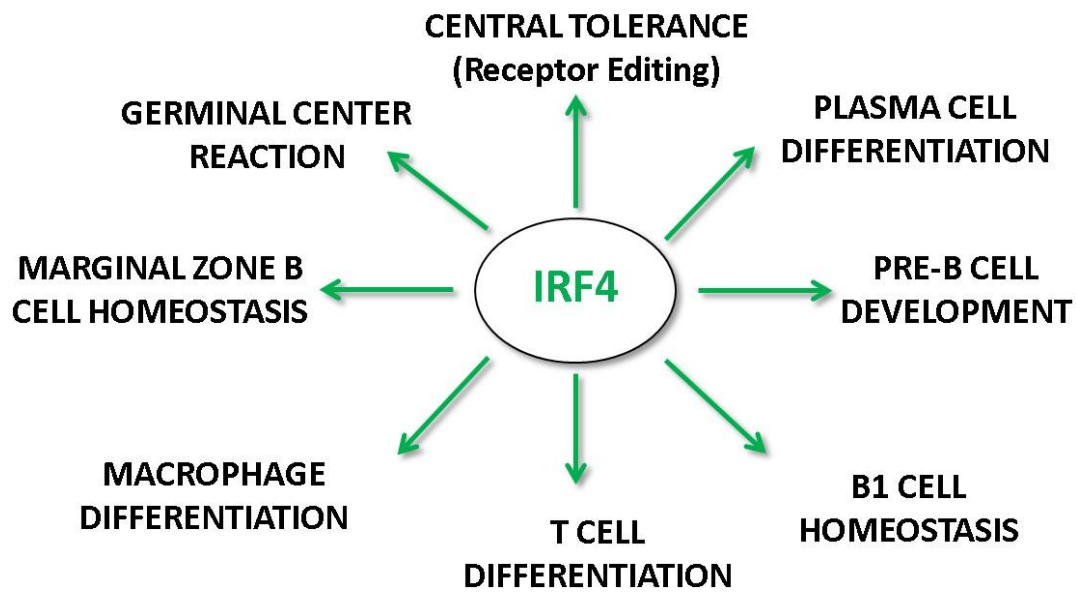 CENTRAL TOLERANCE
(Receptor Editing)
GERMINAL CENTER
REACTION
PLASMA CELL
DIFFERENTIATION
MARGINAL ZONE B
CELL HOMEOSTASIS
IRF4
PRE-B CELL
DEVELOPMENT
MACROPHAGE
DIFFERENTIATION
T CELL
DIFFERENTIATION
B1 CELL
HOMEOSTASIS